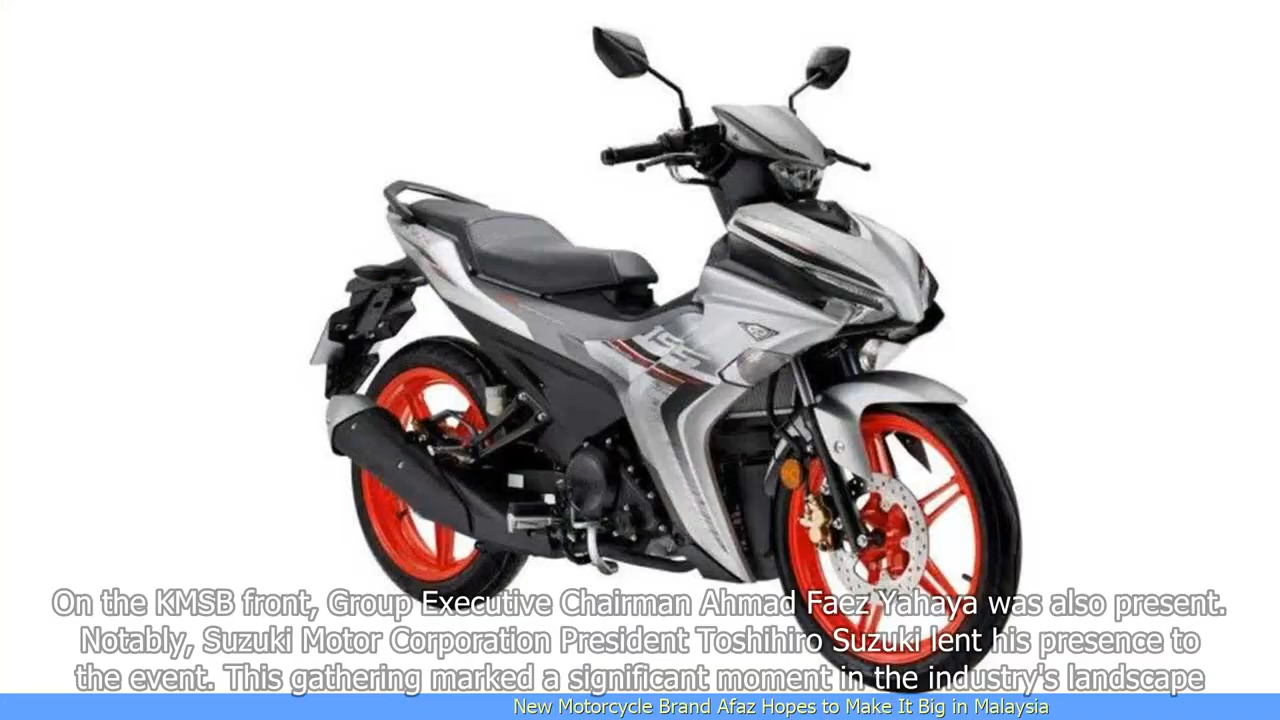 155
On the KMSB front, Group Executive Chairman Ahmad Faez Yahaya was also present.
Notably, Suzuki Motor Corporation President Toshihiro Suzuki lent his presence to
the event. This gathering marked a significant moment in the industry's landscape
New Motorcycle Brand Afaz Hopes to Make It Big in Malaysia